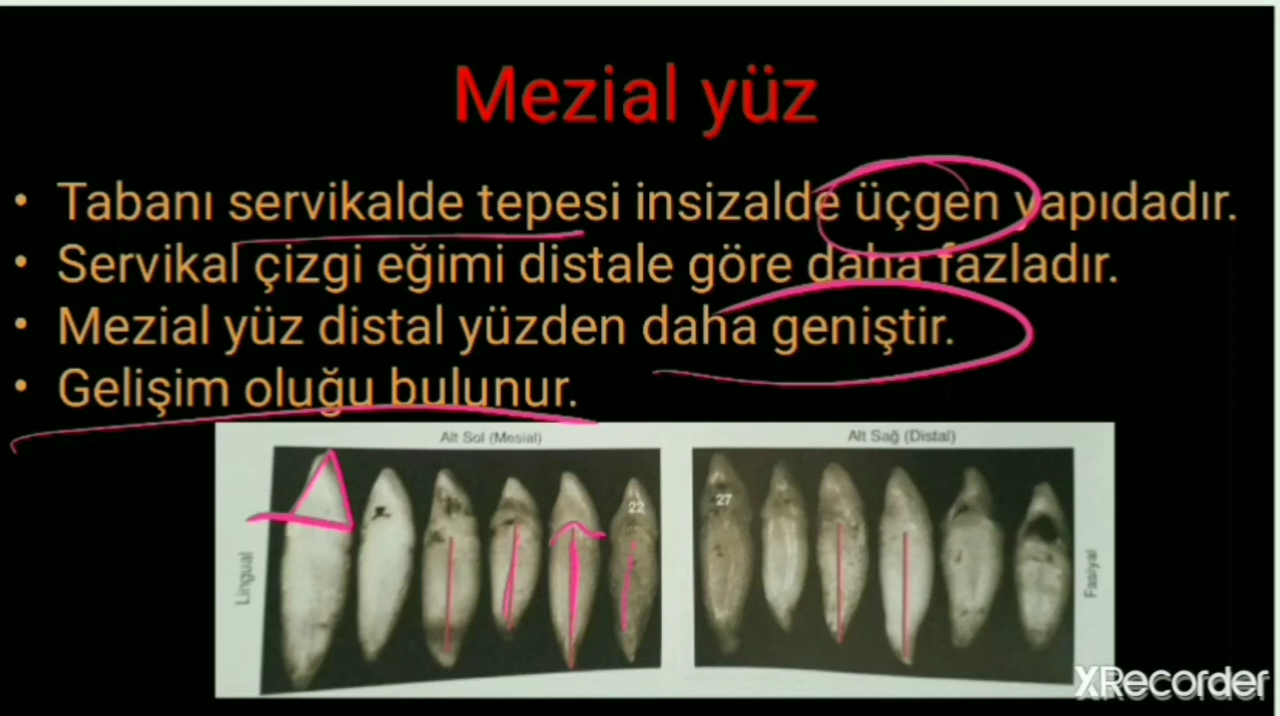 Mezial yüz
• Tabanı servikalde tepesi insizalde üçgen yapıdadır.
• Servikal çizgi eğimi distale göre daha fazladır.
• Mezial yüz distal yüzden daha geniştir.
• Gelişim oluğu bulunur.
Alt Sol (Mesial)
Alt Sağ (Distal)
Lingual
22
27
Fasiyal
XRecorder